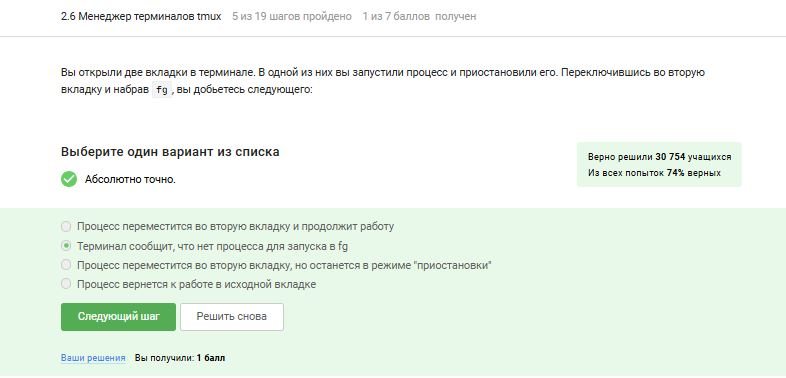 2.6 Менеджер терминалов tmux 5 из 19 шагов пройдено 1 из 7 баллов получен
Вы открыли две вкладки в терминале. В одной из них вы запустили процесс и приостановили его. Переключившись во вторую
вкладку и набрав fg, вы добьетесь следующего:
Выберите один вариант из списка
Абсолютно точно.
Верно решили 30 754 учащихся
Из всех попыток 74% верных
Процесс переместится во вторую вкладку и продолжит работу
Терминал сообщит, что нет процесса для запуска в fg
Процесс переместится во вторую вкладку, но останется в режиме "приостановки"
Процесс вернется к работе в исходной вкладке
Следующий шаг
Решить снова
Ваши решения Вы получили: 1 балл